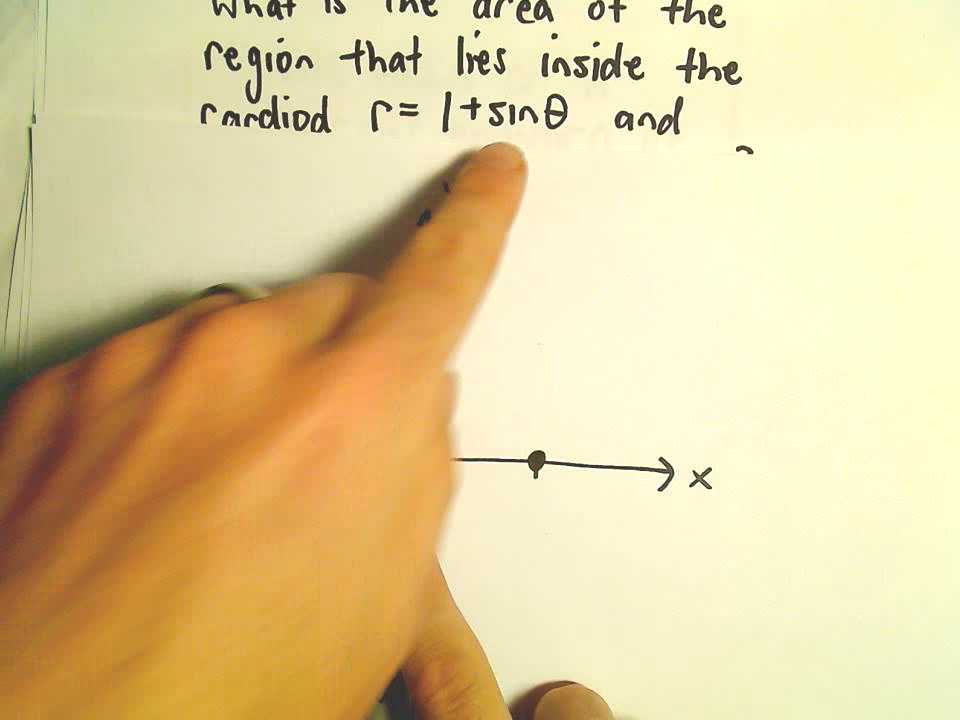 What is the area of the
region that lies inside the
cardiod r = 1 + sinθ and
x